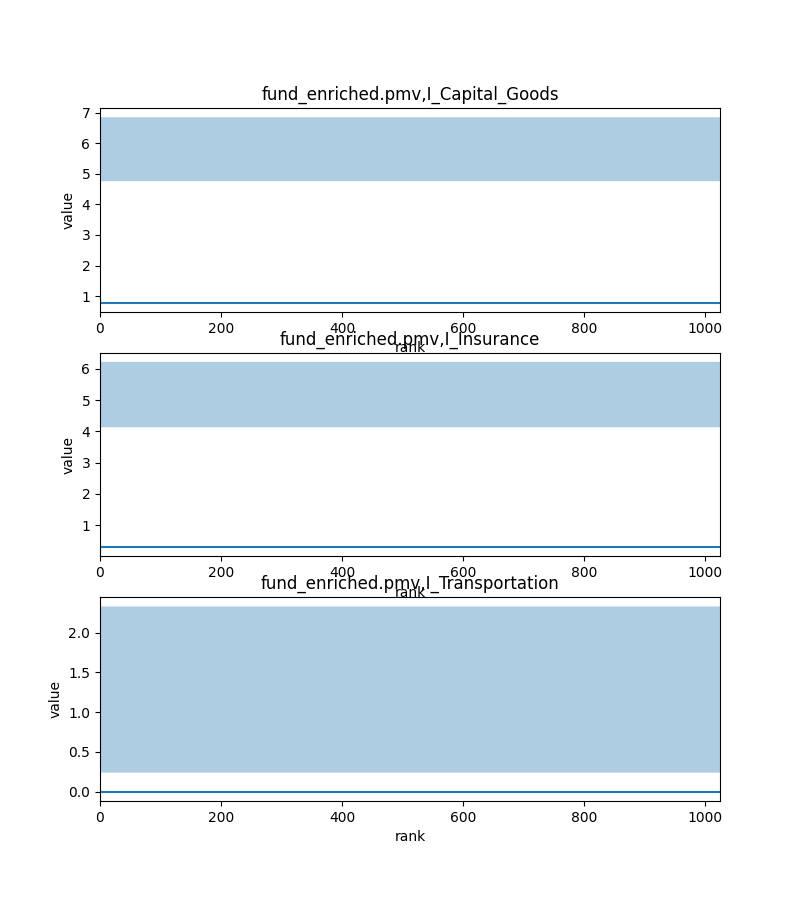 fund_enriched.pmv,I_Capital_Goods
7
6
5
4
3
2
1
value
0 200 400 600 800 1000
rank
fund_enriched.pmv,I_Insurance
6
5
4
3
2
1
value
0 200 400 600 800 1000
rank
fund_enriched.pmv,I_Transportation
2.0
1.5
1.0
0.5
0.0
value
0 200 400 600 800 1000
rank